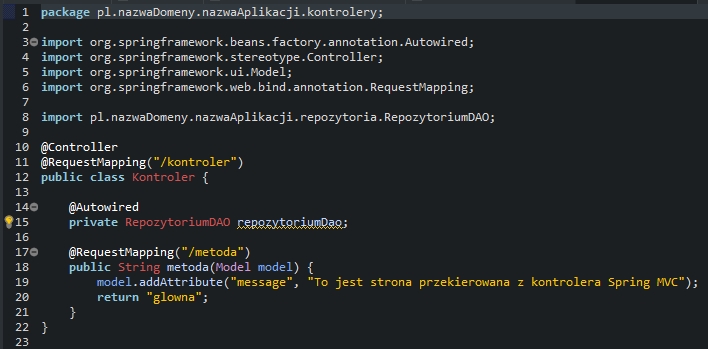 1 package pl.nazwaDomeny.nazwaAplikacji.kontrolery;
2
3 import org.springframework.beans.factory.annotation.Autowired;
4 import org.springframework.stereotype.Controller;
5 import org.springframework.ui.Model;
6 import org.springframework.web.bind.annotation.RequestMapping;
7
8 import pl.nazwaDomeny.nazwaAplikacji.repozytoria.RepozytoriumDAO;
9
10 @Controller
11 @RequestMapping("/kontroler")
12 public class Kontroler {
13
14     @Autowired
15     private RepozytoriumDAO repozytoriumDao;
16
17     @RequestMapping("/metoda")
18     public String metoda(Model model) {
19         model.addAttribute("message", "To jest strona przekierowana z kontrolera Spring MVC");
20         return "glowna";
21     }
22 }
23